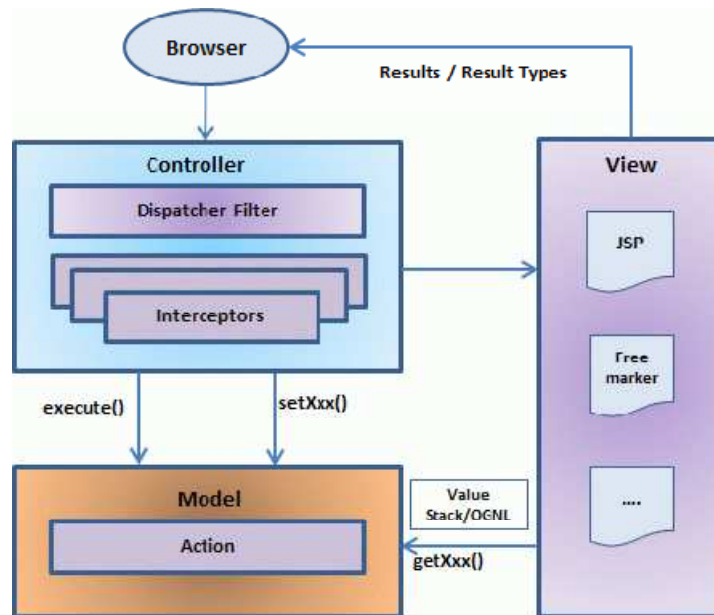 Browser
Results / Result Types
Controller
Dispatcher Filter
Interceptors
View
JSP
Free
marker
....
execute()
setXxx()
Model
Action
Value
Stack/OGNL
getXxx()